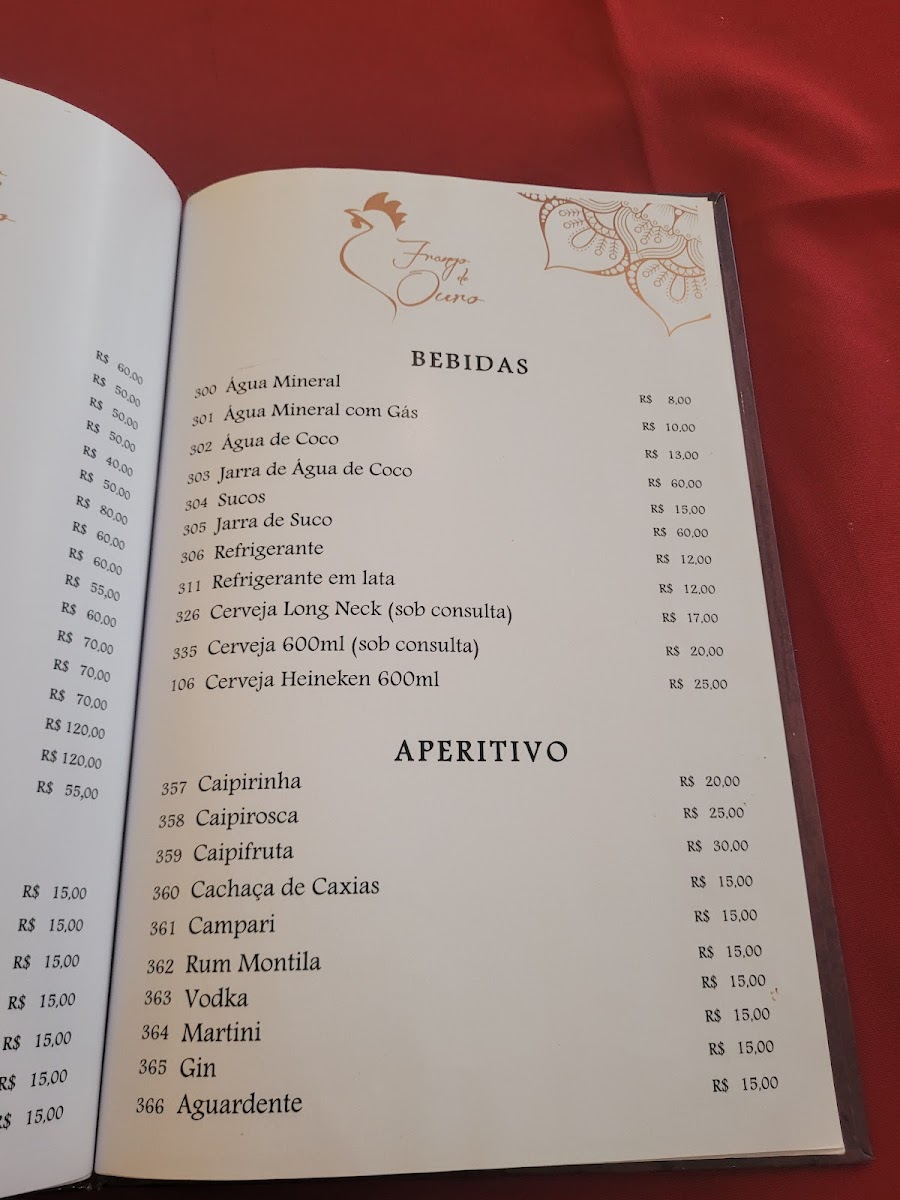 R$ 60,00
R$ 50,00
R$ 50,00
R$ 50,00
R$ 40,00
R$ 50,00
R$ 80,00
R$ 60,00
R$ 60,00
R$ 55,00
R$ 60,00
R$ 70,00
R$ 70,00
R$ 70,00
R$ 120,00
R$ 120,00
R$ 55,00
R$ 15,00
R$ 15,00
R$ 15,00
R$ 15,00
R$ 15,00
R$ 15,00
R$ 15,00
Frango
de
Ouro
BEBIDAS
300 Água Mineral R$ 8,00
301 Água Mineral com Gás R$ 10,00
302 Água de Coco R$ 13,00
303 Jarra de Água de Coco R$ 60,00
304 Sucos R$ 15,00
305 Jarra de Suco R$ 60,00
306 Refrigerante R$ 12,00
311 Refrigerante em lata R$ 12,00
326 Cerveja Long Neck (sob consulta) R$ 17,00
335 Cerveja 600ml (sob consulta) R$ 20,00
106 Cerveja Heineken 600ml R$ 25,00
APERITIVO
357 Caipirinha R$ 20,00
358 Caipirosca R$ 25,00
359 Caipifruta R$ 30,00
360 Cachaça de Caxias R$ 15,00
361 Campari R$ 15,00
362 Rum Montila R$ 15,00
363 Vodka R$ 15,00
364 Martini R$ 15,00
365 Gin R$ 15,00
366 Aguardente R$ 15,00